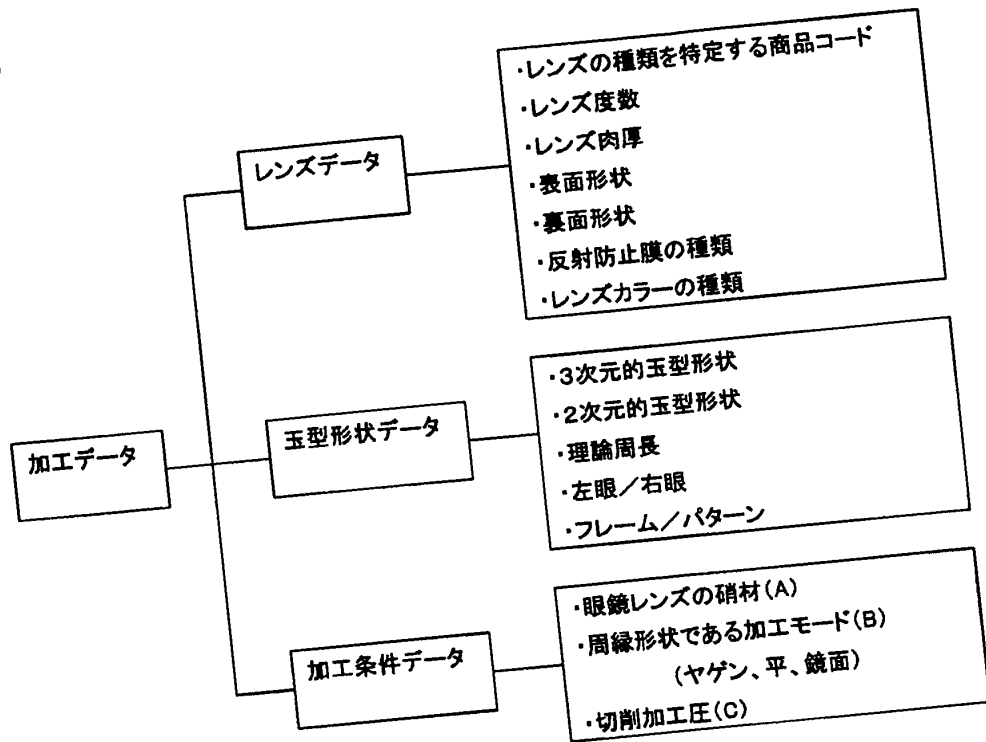 加工データ
レンズデータ
・レンズの種類を特定する商品コード
・レンズ度数
・レンズ肉厚
・表面形状
・裏面形状
・反射防止膜の種類
・レンズカラーの種類
玉型形状データ
・3次元的玉型形状
・2次元的玉型形状
・理論周長
・左眼／右眼
・フレーム／パターン
加工条件データ
・眼鏡レンズの硝材(A)
・周縁形状である加工モード(B)
(ヤゲン、平、鏡面)
・切削加工圧(C)